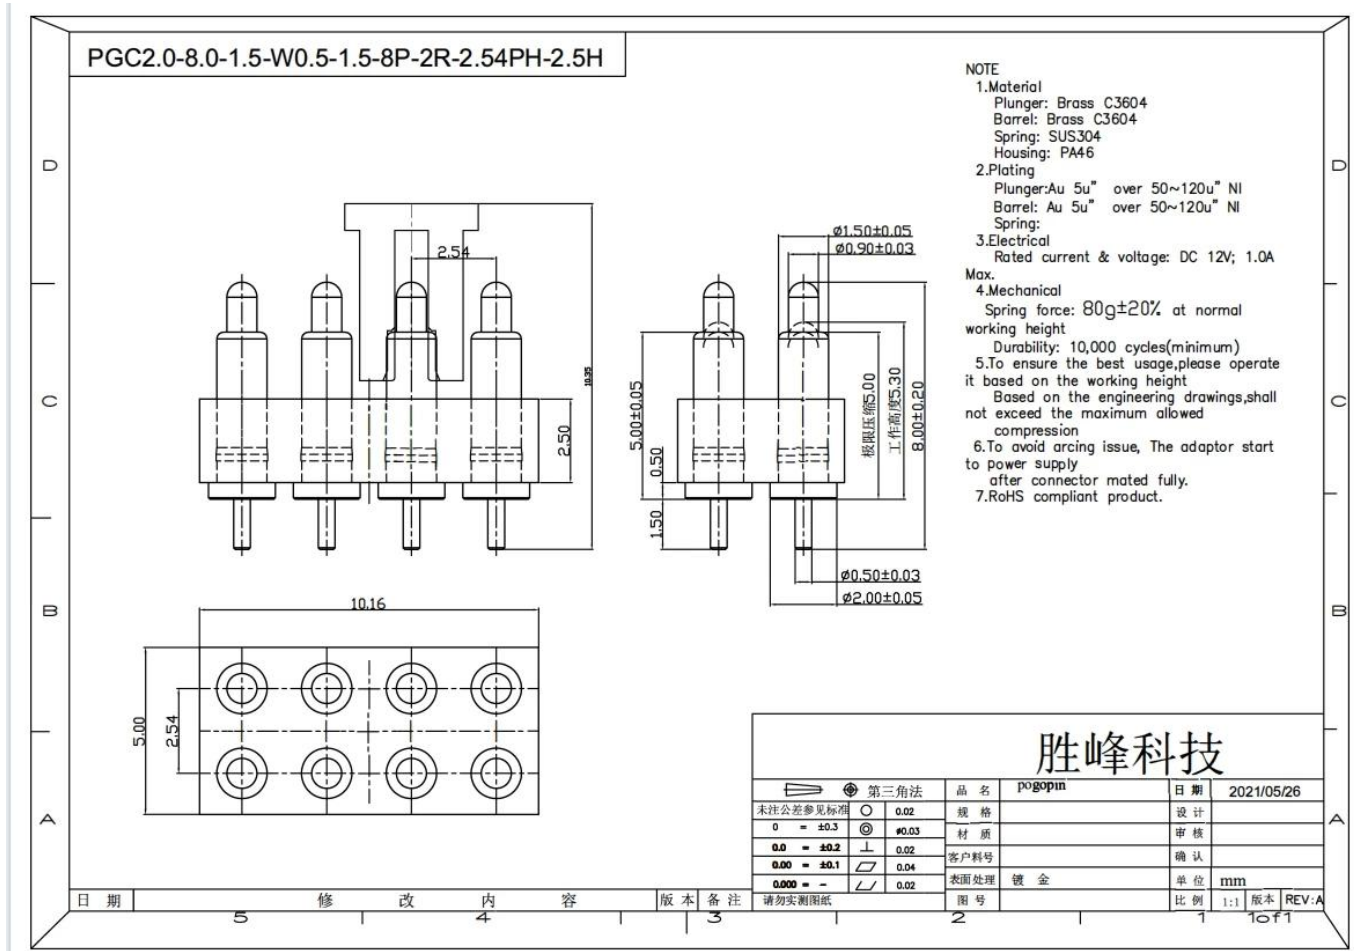 PGC2.0-8.0-1.5-W0.5-1.5-8P-2R-2.54PH-2.5H
NOTE
1.Material
Plunger: Brass C3604
Barrel: Brass C3604
Spring: SUS304
Housing: PA46
2.Plating
Plunger:Au 5u" over 50~120u" NI
Barrel: Au 5u" over 50~120u" NI
Spring:
3.Electrical
Rated current & voltage: DC 12V; 1.0A
Max.
4.Mechanical
Spring force: 80g±20% at normal
working height
Durability: 10,000 cycles(minimum)
5.To ensure the best usage,please operate
it based on the working height
Based on the engineering drawings,shall
not exceed the maximum allowed
compression
6.To avoid arcing issue, The adaptor start
to power supply
after connector mated fully.
7.RoHS compliant product.
D
D
C
C
B
B
A
A
2.54
10.35
2.50
ø1.50±0.05
ø0.90±0.03
5.00±0.05
0.50
1.50
极限压缩5.00
工作高度5.30
8.00±0.20
ø0.50±0.03
ø2.00±0.05
10.16
5.00
2.54
胜峰科技
第三角法
品 名
pogopin
日 期
2021/05/26
未注公差参见标准
0.02
规 格
设 计
0 = ±0.3
ø0.03
材 质
审 核
0.0 = ±0.2
0.02
客户料号
确 认
0.00 = ±0.1
0.04
表面处理
镀 金
单 位
mm
0.000 = -
0.02
请勿实测图纸
图 号
比 例
1:1
版本
REV:A
日 期
修 改 内 容
版 本
备 注
5
4
3
2
1
1of1